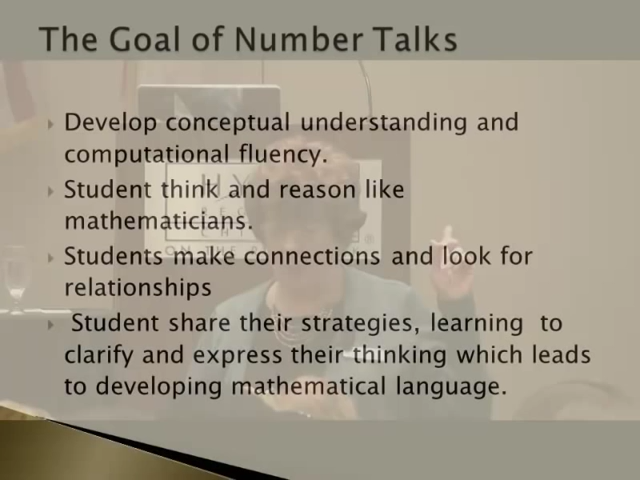 The Goal of Number Talks
Develop conceptual understanding and
computational fluency.
Student think and reason like
mathematicians.
Students make connections and look for
relationships
Student share their strategies, learning to
clarify and express their thinking which leads
to developing mathematical language.